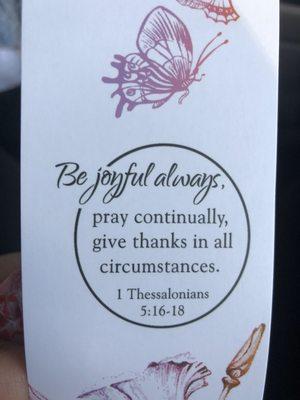 Be joyful always,
pray continually,
give thanks in all
circumstances.
1 Thessalonians
5:16-18